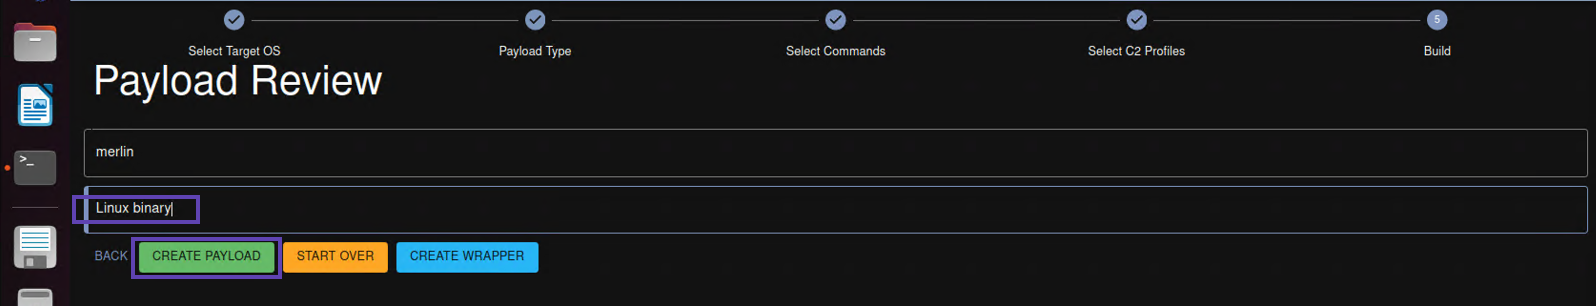 5
Select Target OS
Payload Type
Select Commands
Select C2 Profiles
Build
Payload Review
merlin
Linux binary
BACK
CREATE PAYLOAD
START OVER
CREATE WRAPPER
>_